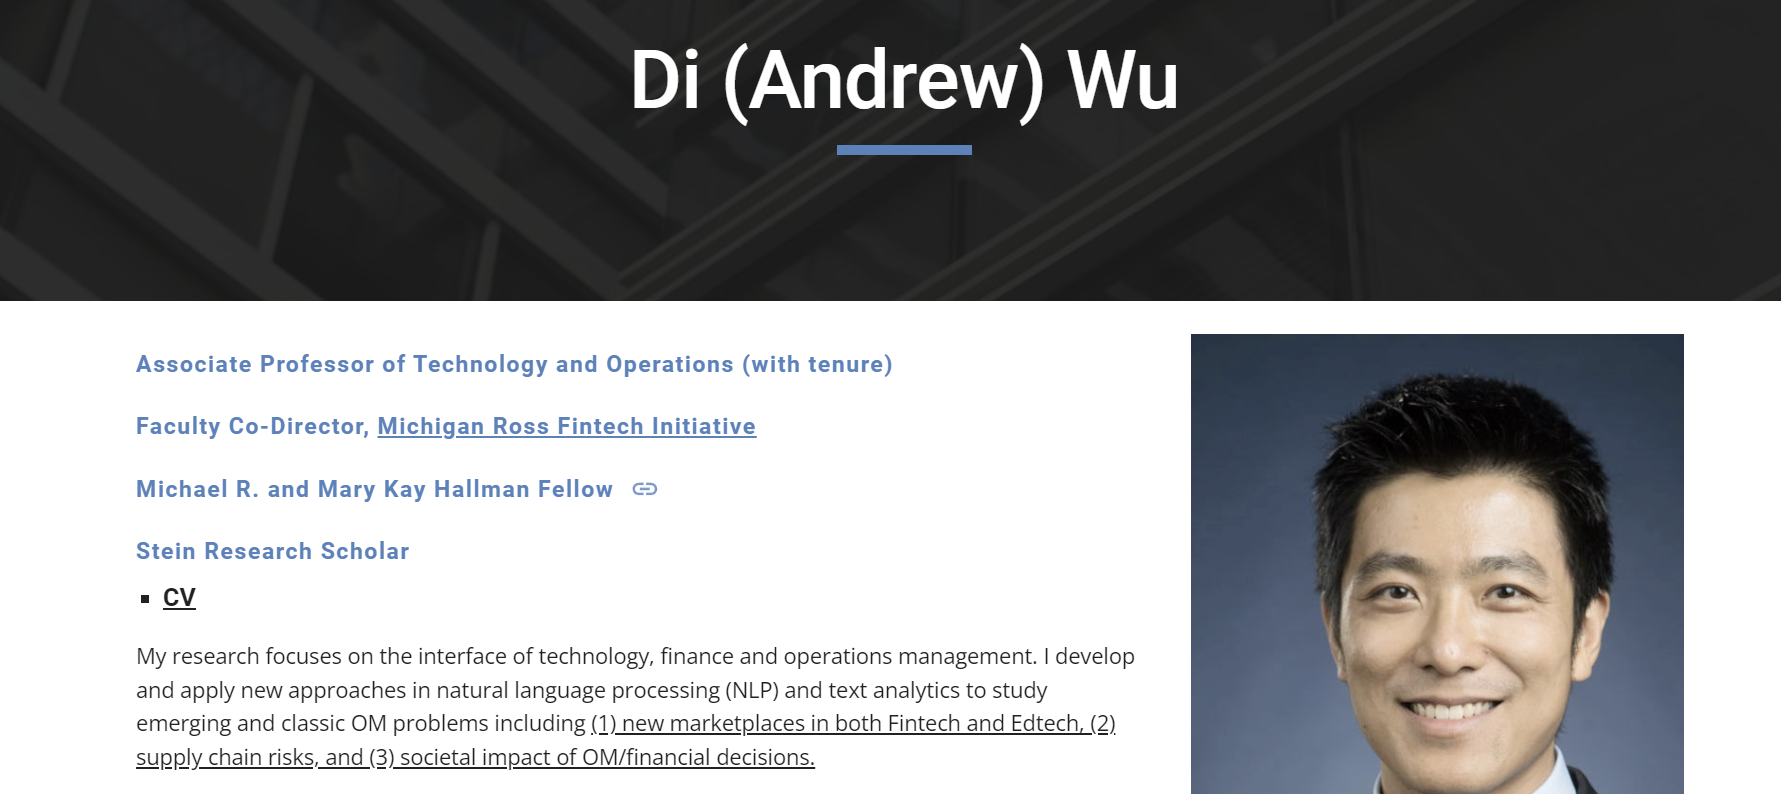 Di (Andrew) Wu
Associate Professor of Technology and Operations (with tenure)
Faculty Co-Director, Michigan Ross Fintech Initiative
Michael R. and Mary Kay Hallman Fellow
Stein Research Scholar
CV
My research focuses on the interface of technology, finance and operations management. I develop
and apply new approaches in natural language processing (NLP) and text analytics to study
emerging and classic OM problems including (1) new marketplaces in both Fintech and Edtech, (2)
supply chain risks, and (3) societal impact of OM/financial decisions.